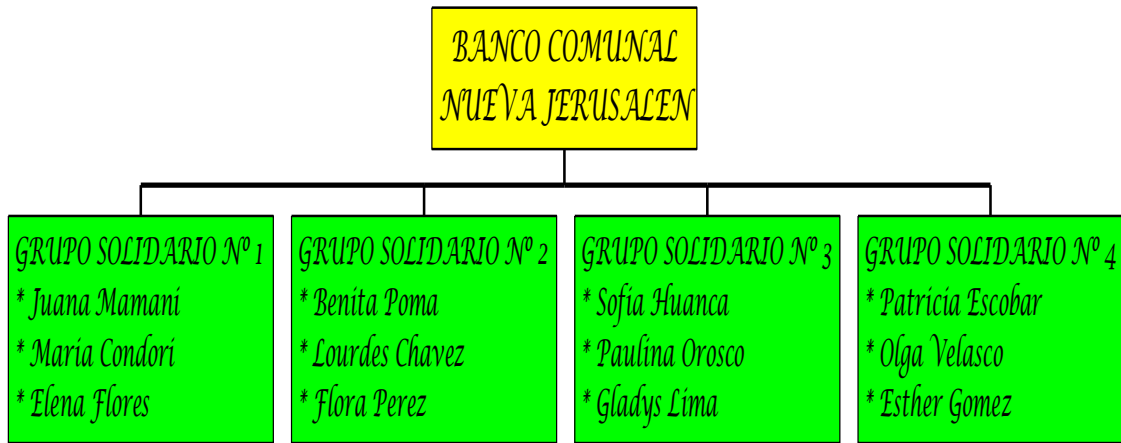 BANCO COMUNAL
NUEVA JERUSALEN
GRUPO SOLIDARIO Nº 1
* Juana Mamani
* Maria Condori
* Elena Flores
GRUPO SOLIDARIO Nº 2
* Benita Poma
* Lourdes Chavez
* Flora Perez
GRUPO SOLIDARIO Nº 3
* Sofia Huanca
* Paulina Orosco
* Gladys Lima
GRUPO SOLIDARIO Nº 4
* Patricia Escobar
* Olga Velasco
* Esther Gomez